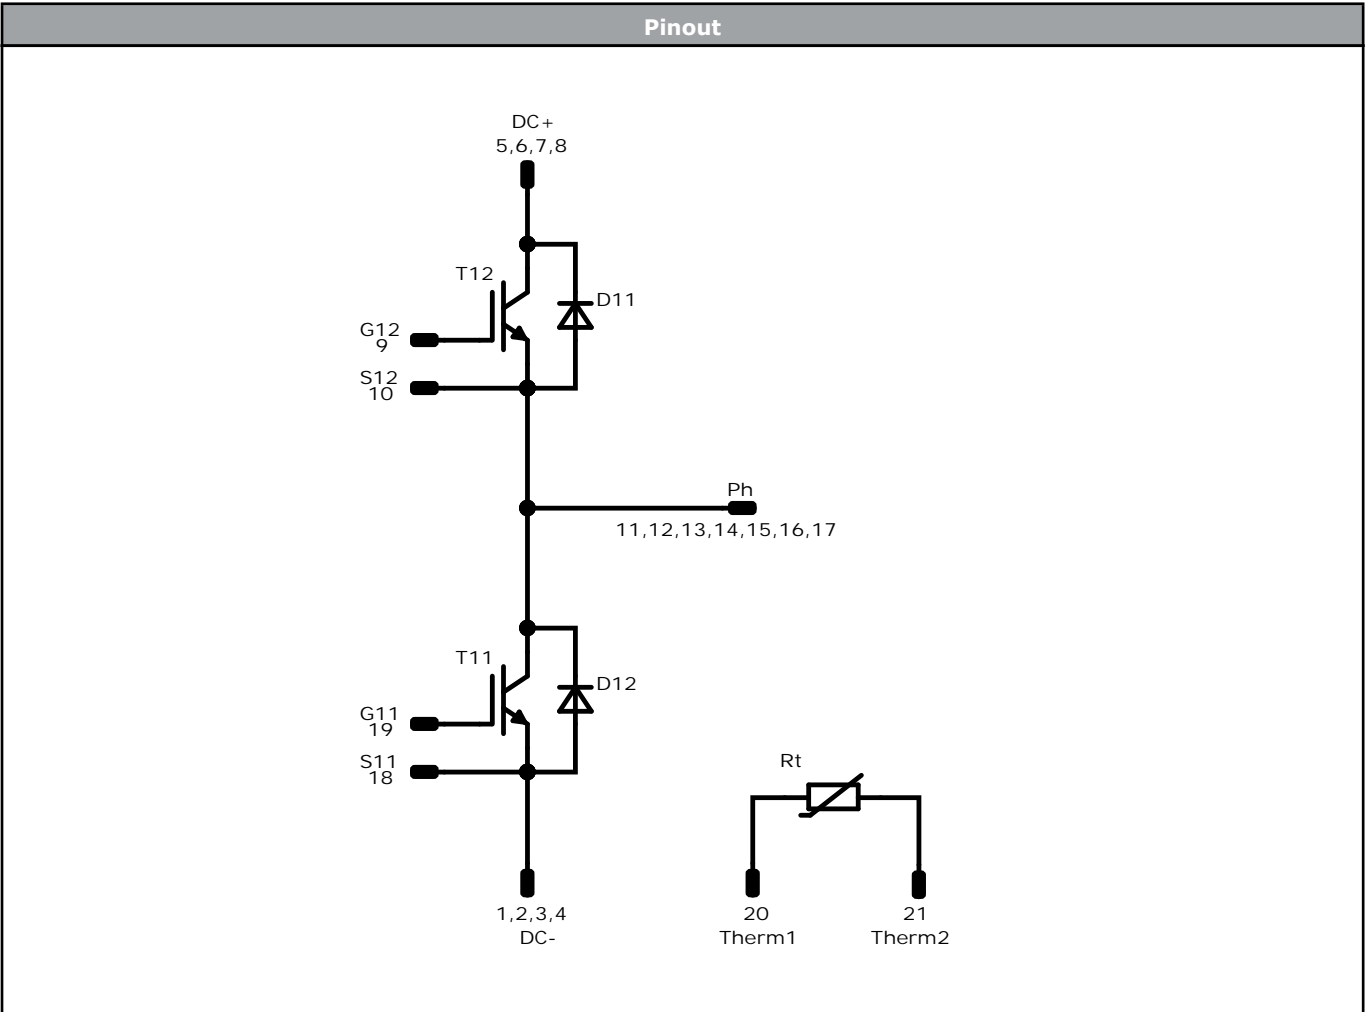 Pinout
DC+
5,6,7,8
T12
D11
G12
9
S12
10
Ph
11,12,13,14,15,16,17
T11
D12
G11
19
S11
18
Rt
1,2,3,4
DC-
20
Therm1
21
Therm2